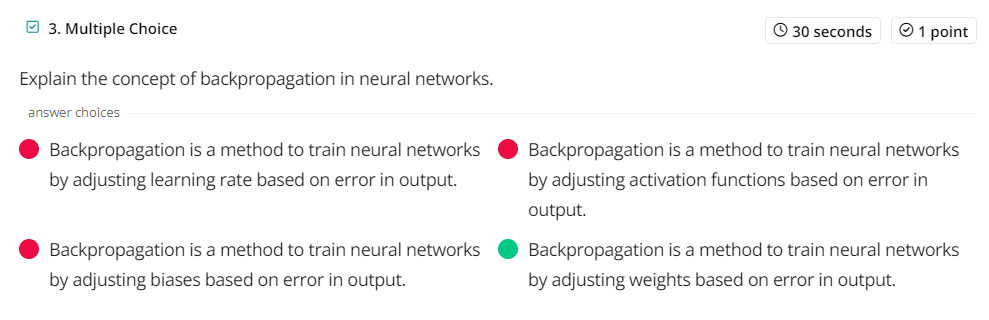 3. Multiple Choice
30 seconds
1 point
Explain the concept of backpropagation in neural networks.
answer choices
Backpropagation is a method to train neural networks
by adjusting learning rate based on error in output.
Backpropagation is a method to train neural networks
by adjusting activation functions based on error in
output.
Backpropagation is a method to train neural networks
by adjusting biases based on error in output.
Backpropagation is a method to train neural networks
by adjusting weights based on error in output.